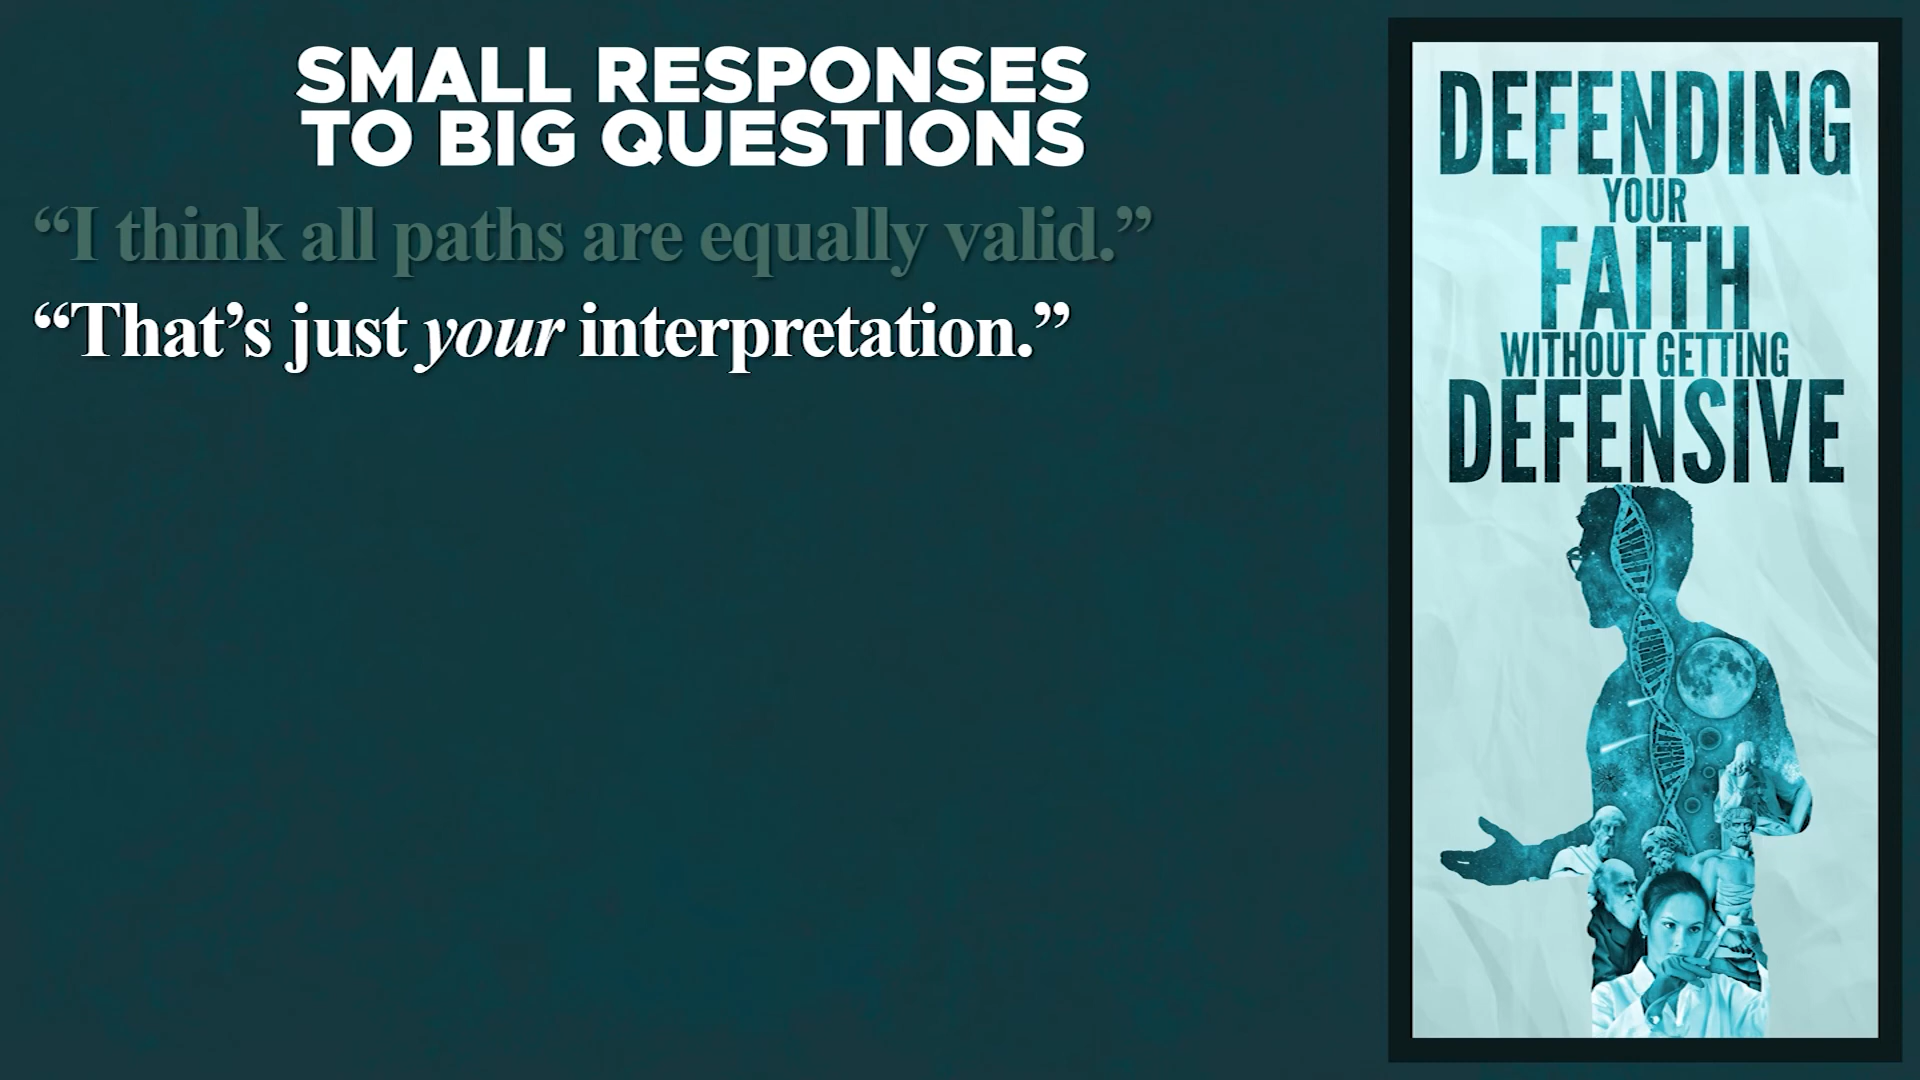 SMALL RESPONSES
TO BIG QUESTIONS
“I think all paths are equally valid.”
“That’s just your interpretation.”
DEFENDING
YOUR
FAITH
WITHOUT GETTING
DEFENSIVE